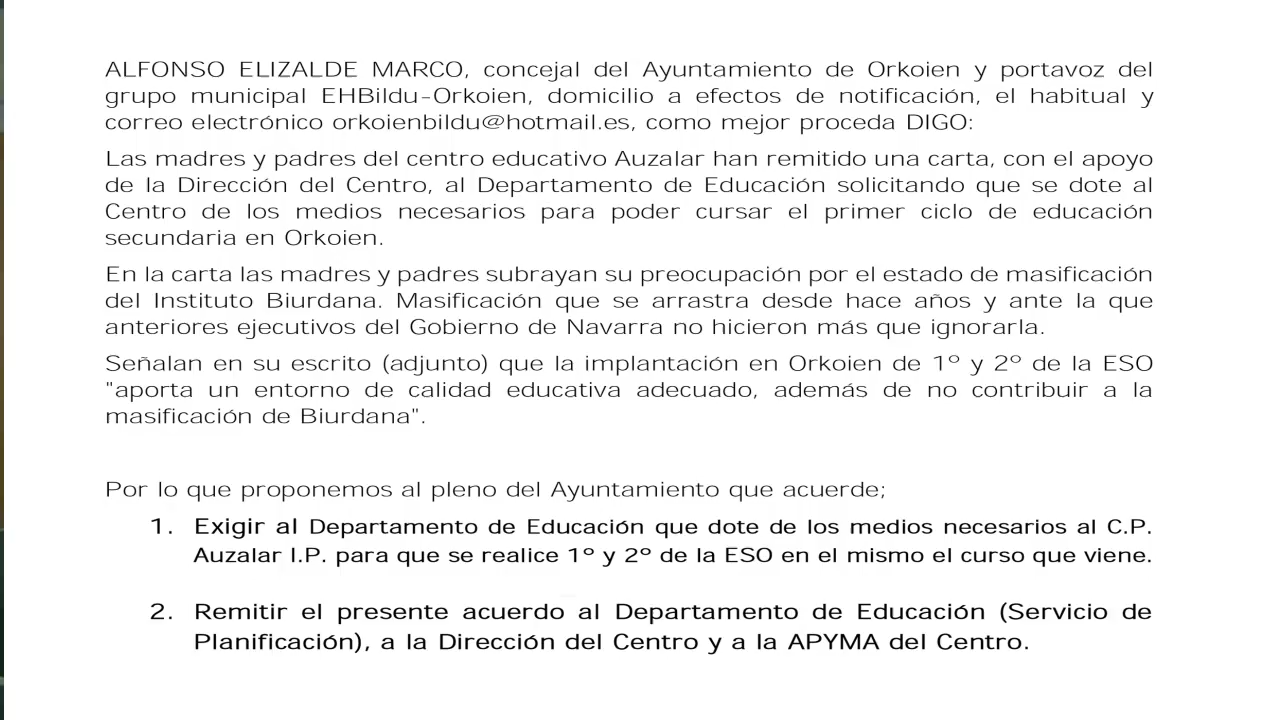 ALFONSO ELIZALDE MARCO, concejal del Ayuntamiento de Orkoien y portavoz del
grupo municipal EHBildu-Orkoien, domicilio a efectos de notificación, el habitual y
correo electrónico orkoienbildu@hotmail.es, como mejor proceda DIGO:
Las madres y padres del centro educativo Auzalar han remitido una carta, con el apoyo
de la Dirección del Centro, al Departamento de Educación solicitando que se dote al
Centro de los medios necesarios para poder cursar el primer ciclo de educación
secundaria en Orkoien.
En la carta las madres y padres subrayan su preocupación por el estado de masificación
del Instituto Biurdana. Masificación que se arrastra desde hace años y ante la que
anteriores ejecutivos del Gobierno de Navarra no hicieron más que ignorarla.
Señalan en su escrito (adjunto) que la implantación en Orkoien de 1º y 2º de la ESO
"aporta un entorno de calidad educativa adecuado, además de no contribuir a la
masificación de Biurdana".
Por lo que proponemos al pleno del Ayuntamiento que acuerde;
1. Exigir al Departamento de Educación que dote de los medios necesarios al C.P.
Auzalar I.P. para que se realice 1º y 2º de la ESO en el mismo el curso que viene.
2. Remitir el presente acuerdo al Departamento de Educación (Servicio de
Planificación), a la Dirección del Centro y a la APYMA del Centro.